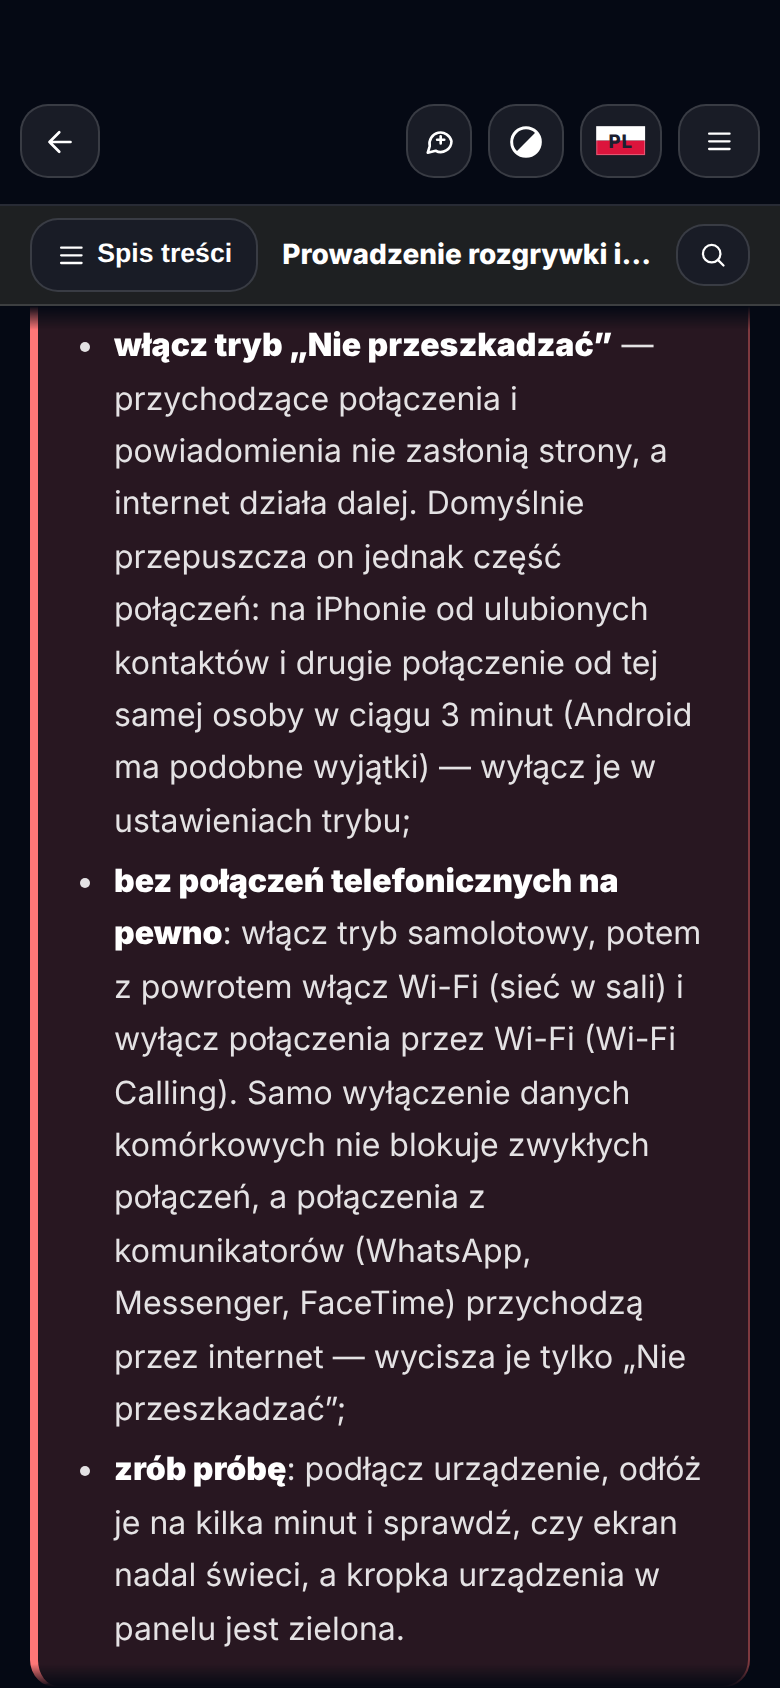 PL
Spis treści
Prowadzenie rozgrywki i...
• włącz tryb „Nie przeszkadzać” —
przychodzące połączenia i
powiadomienia nie zasłonią strony, a
internet działa dalej. Domyślnie
przepuszcza on jednak część
połączeń: na iPhonie od ulubionych
kontaktów i drugie połączenie od tej
samej osoby w ciągu 3 minut (Android
ma podobne wyjątki) — wyłącz je w
ustawieniach trybu;
• bez połączeń telefonicznych na
pewno: włącz tryb samolotowy, potem
z powrotem włącz Wi-Fi (sieć w sali) i
wyłącz połączenia przez Wi-Fi (Wi-Fi
Calling). Samo wyłączenie danych
komórkowych nie blokuje zwykłych
połączeń, a połączenia z
komunikatorów (WhatsApp,
Messenger, FaceTime) przychodzą
przez internet — wycisza je tylko „Nie
przeszkadzać”;
• zrób próbę: podłącz urządzenie, odłóż
je na kilka minut i sprawdź, czy ekran
nadal świeci, a kropka urządzenia w
panelu jest zielona.